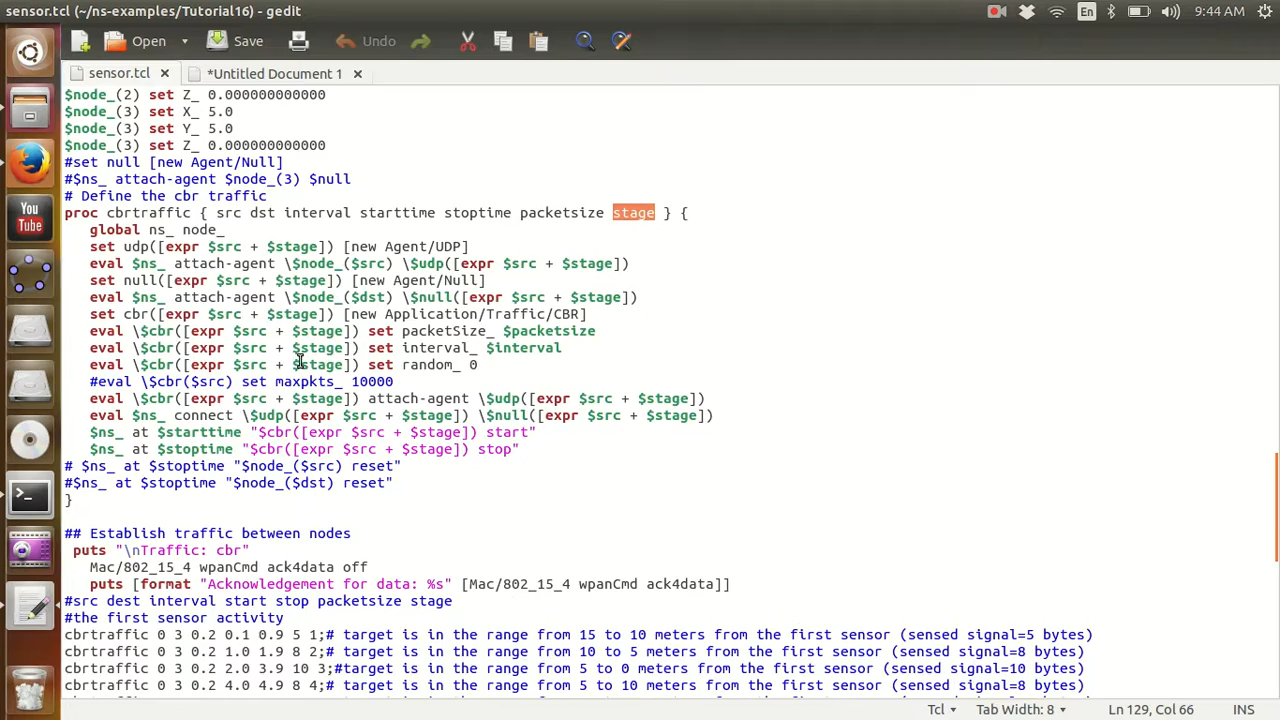 sensor.tcl (~/ns-examples/Tutorial16) - gedit
En
9:44 AM
Open
Save
Undo
sensor.tcl
*Untitled Document 1
$node_(2) set Z_ 0.000000000000
$node_(3) set X_ 5.0
$node_(3) set Y_ 5.0
$node_(3) set Z_ 0.000000000000
#set null [new Agent/Null]
#$ns_ attach-agent $node_(3) $null
# Define the cbr traffic
proc cbrtraffic { src dst interval starttime stoptime packetsize stage } {
global ns_ node_
set udp([expr $src + $stage]) [new Agent/UDP]
eval $ns_ attach-agent \$node_($src) \$udp([expr $src + $stage])
set null([expr $src + $stage]) [new Agent/Null]
eval $ns_ attach-agent \$node_($dst) \$null([expr $src + $stage])
set cbr([expr $src + $stage]) [new Application/Traffic/CBR]
eval \$cbr([expr $src + $stage]) set packetSize_ $packetsize
eval \$cbr([expr $src + $stage]) set interval_ $interval
eval \$cbr([expr $src + $stage]) set random_ 0
#eval \$cbr($src) set maxpkts_ 10000
eval \$cbr([expr $src + $stage]) attach-agent \$udp([expr $src + $stage])
eval $ns_ connect \$udp([expr $src + $stage]) \$null([expr $src + $stage])
$ns_ at $starttime "$cbr([expr $src + $stage]) start"
$ns_ at $stoptime "$cbr([expr $src + $stage]) stop"
# $ns_ at $stoptime "$node_($src) reset"
#$ns_ at $stoptime "$node_($dst) reset"
}
## Establish traffic between nodes
puts "\nTraffic: cbr"
Mac/802_15_4 wpanCmd ack4data off
puts [format "Acknowledgement for data: %s" [Mac/802_15_4 wpanCmd ack4data]]
#src dest interval start stop packetsize stage
#the first sensor activity
cbrtraffic 0 3 0.2 0.1 0.9 5 1;# target is in the range from 15 to 10 meters from the first sensor (sensed signal=5 bytes)
cbrtraffic 0 3 0.2 1.0 1.9 8 2;# target is in the range from 10 to 5 meters from the first sensor (sensed signal=8 bytes)
cbrtraffic 0 3 0.2 2.0 3.9 10 3;#target is in the range from 5 to 0 meters from the first sensor (sensed signal=10 bytes)
cbrtraffic 0 3 0.2 4.0 4.9 8 4;#target is in the range from 5 to 10 meters from the first sensor (sensed signal=8 bytes)
You
Tube
Tcl
Tab Width: 8
Ln 129, Col 66
INS